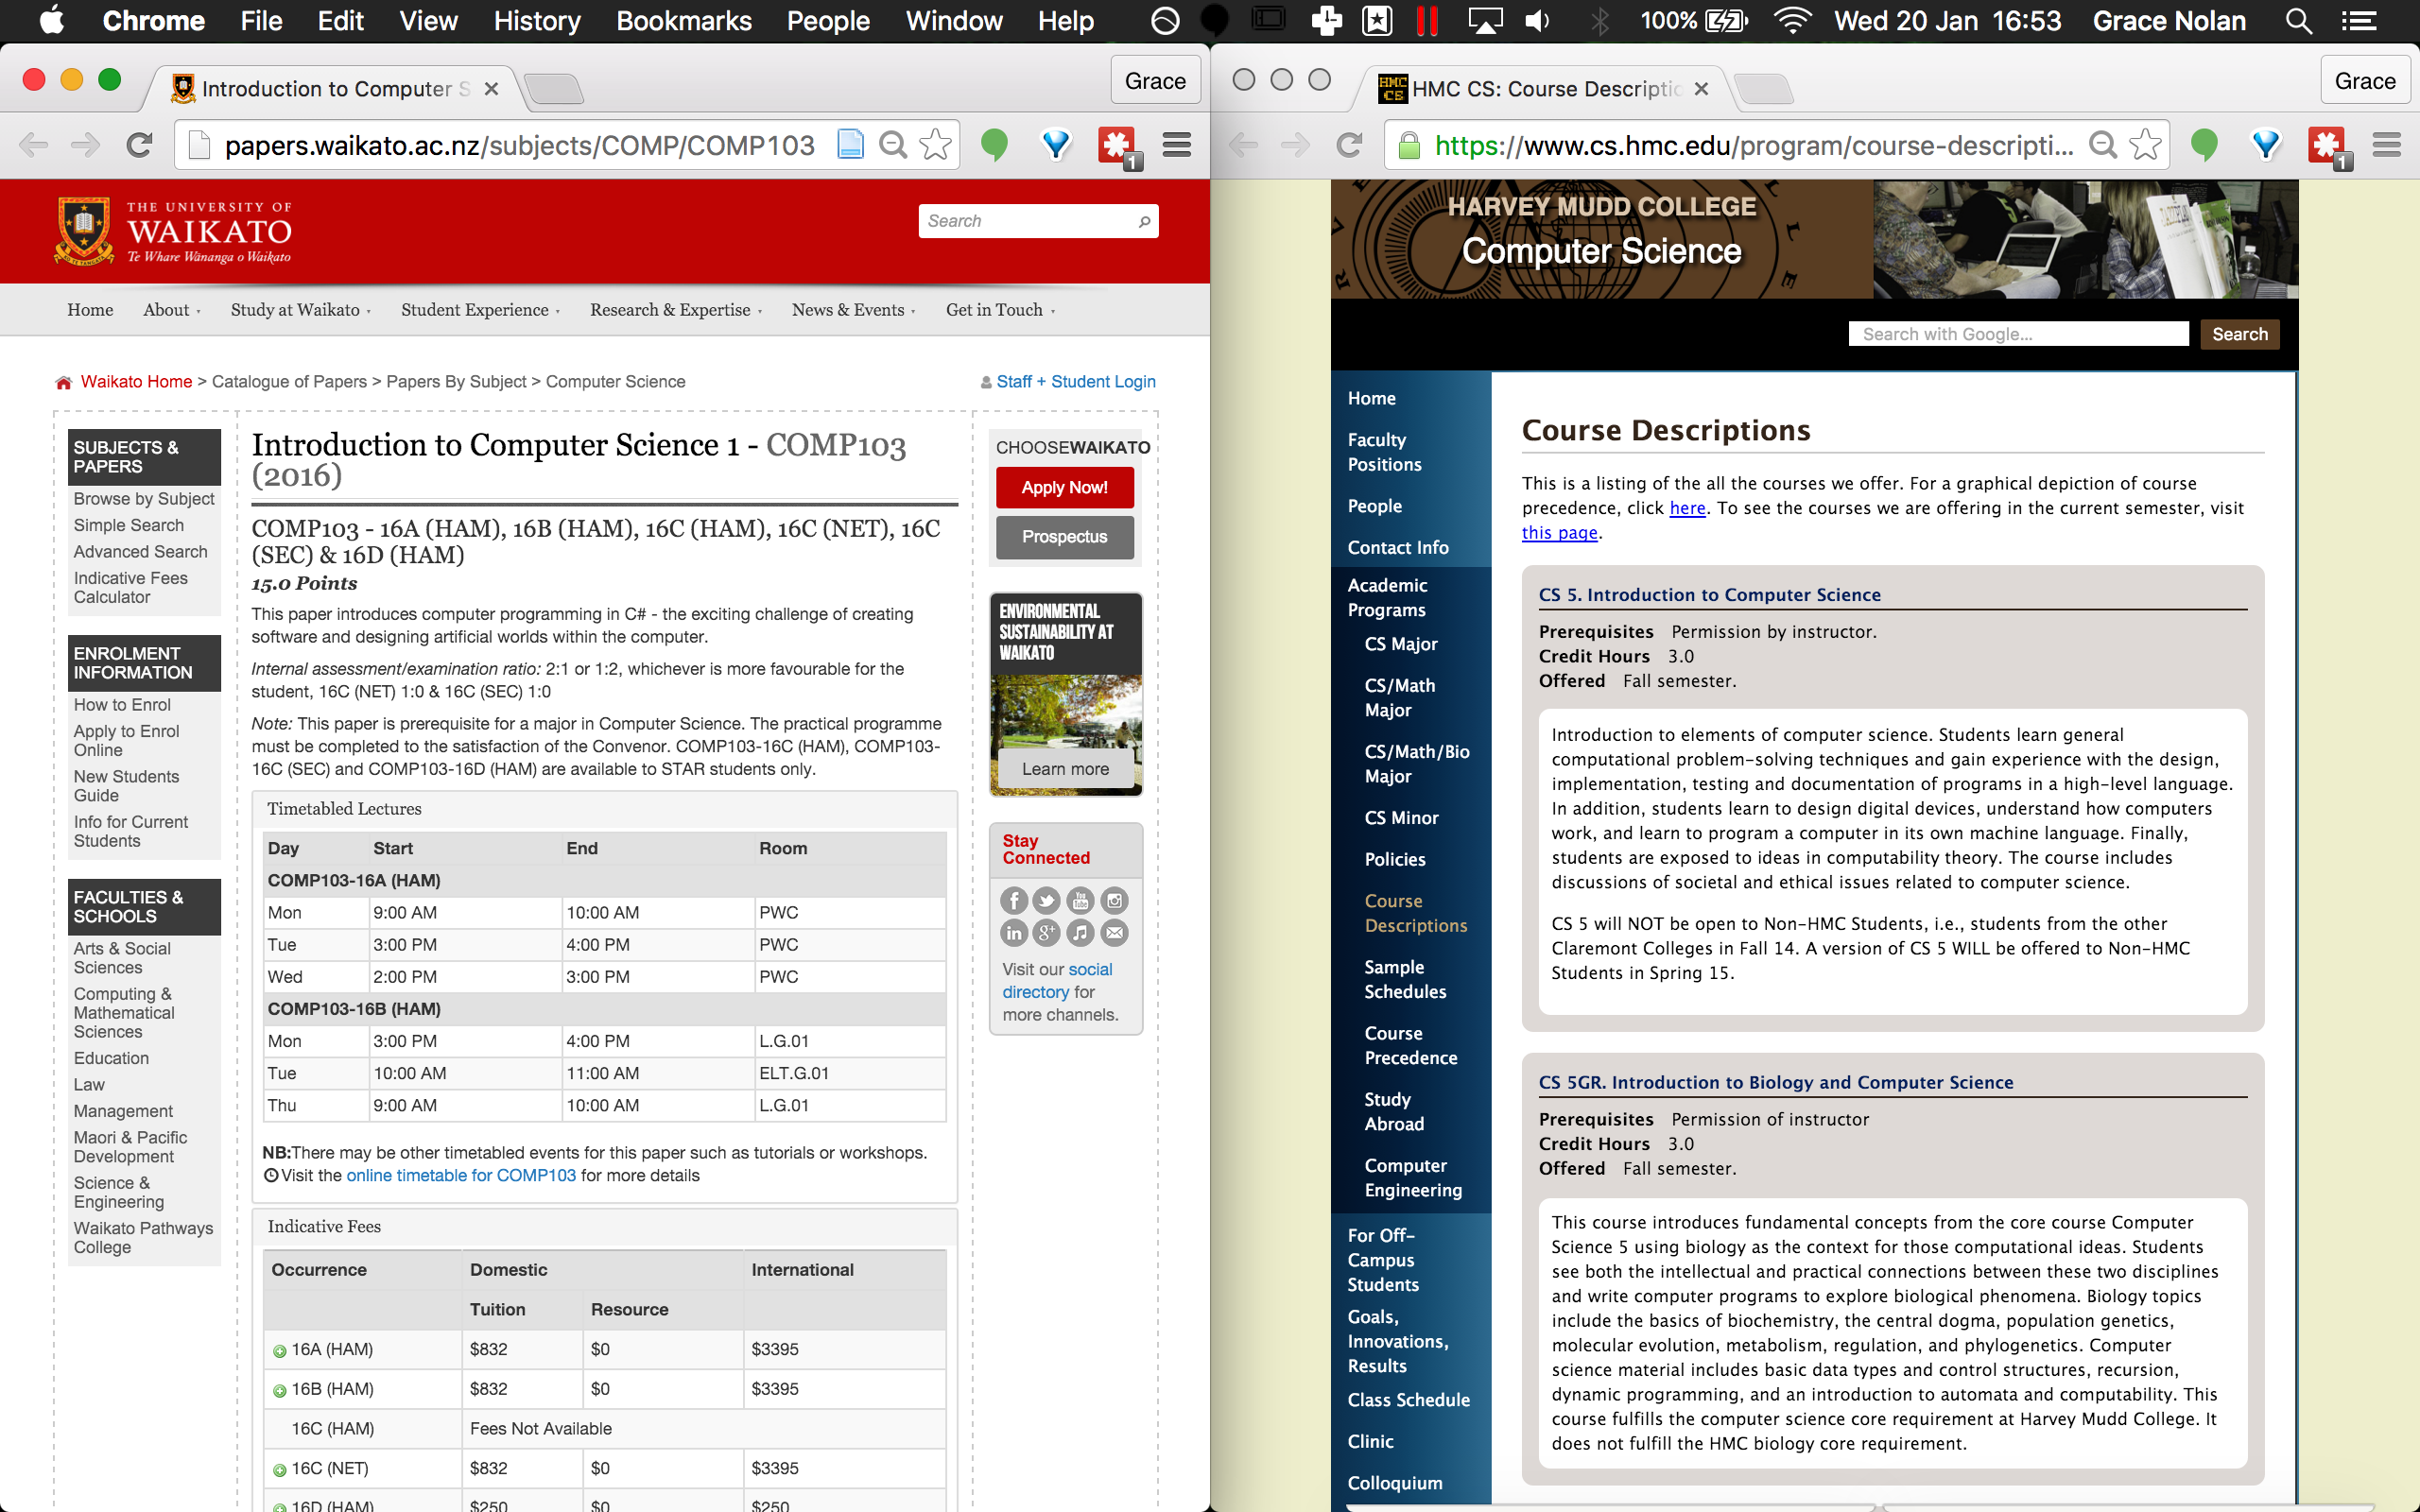 Chrome File Edit View History Bookmarks People Window Help 100% Wed 20 Jan 16:53 Grace Nolan
Introduction to Computer S
Grace
papers.waikato.ac.nz/subjects/COMP/COMP103
1
THE UNIVERSITY OF
WAIKATO
Te Whare Wānanga o Waikato
Search
Home About Study at Waikato Student Experience Research & Expertise News & Events Get in Touch
Waikato Home > Catalogue of Papers > Papers By Subject > Computer Science
Staff + Student Login
SUBJECTS &
PAPERS
Browse by Subject
Simple Search
Advanced Search
Indicative Fees
Calculator
ENROLMENT
INFORMATION
How to Enrol
Apply to Enrol
Online
New Students
Guide
Info for Current
Students
FACULTIES &
SCHOOLS
Arts & Social
Sciences
Computing &
Mathematical
Sciences
Education
Law
Management
Maori & Pacific
Development
Science &
Engineering
Waikato Pathways
College
Introduction to Computer Science 1 - COMP103
(2016)
COMP103 - 16A (HAM), 16B (HAM), 16C (HAM), 16C (NET), 16C
(SEC) & 16D (HAM)
15.0 Points
This paper introduces computer programming in C# - the exciting challenge of creating
software and designing artificial worlds within the computer.
Internal assessment/examination ratio: 2:1 or 1:2, whichever is more favourable for the
student, 16C (NET) 1:0 & 16C (SEC) 1:0
Note: This paper is prerequisite for a major in Computer Science. The practical programme
must be completed to the satisfaction of the Convenor. COMP103-16C (HAM), COMP103-
16C (SEC) and COMP103-16D (HAM) are available to STAR students only.
Timetabled Lectures
Day Start End Room
COMP103-16A (HAM)
Mon 9:00 AM 10:00 AM PWC
Tue 3:00 PM 4:00 PM PWC
Wed 2:00 PM 3:00 PM PWC
COMP103-16B (HAM)
Mon 3:00 PM 4:00 PM L.G.01
Tue 10:00 AM 11:00 AM ELT.G.01
Thu 9:00 AM 10:00 AM L.G.01
NB:There may be other timetabled events for this paper such as tutorials or workshops.
Visit the online timetable for COMP103 for more details
Indicative Fees
Occurrence Domestic International
Tuition Resource
16A (HAM) $832 $0 $3395
16B (HAM) $832 $0 $3395
16C (HAM) Fees Not Available
16C (NET) $832 $0 $3395
16D (HAM) $250 $0 $250
CHOOSEWAIKATO
Apply Now!
Prospectus
ENVIRONMENTAL
SUSTAINABILITY AT
WAIKATO
Learn more
Stay
Connected
Visit our social
directory for
more channels.
HMC CS: Course Descriptio
Grace
https://www.cs.hmc.edu/program/course-descripti...
1
HARVEY MUDD COLLEGE
Computer Science
Search with Google...
Search
Home
Faculty
Positions
People
Contact Info
Academic
Programs
CS Major
CS/Math
Major
CS/Math/Bio
Major
CS Minor
Policies
Course
Descriptions
Sample
Schedules
Course
Precedence
Study
Abroad
Computer
Engineering
For Off-
Campus
Students
Goals,
Innovations,
Results
Class Schedule
Clinic
Colloquium
Course Descriptions
This is a listing of the all the courses we offer. For a graphical depiction of course
precedence, click here. To see the courses we are offering in the current semester, visit
this page.
CS 5. Introduction to Computer Science
Prerequisites Permission by instructor.
Credit Hours 3.0
Offered Fall semester.
Introduction to elements of computer science. Students learn general
computational problem-solving techniques and gain experience with the design,
implementation, testing and documentation of programs in a high-level language.
In addition, students learn to design digital devices, understand how computers
work, and learn to program a computer in its own machine language. Finally,
students are exposed to ideas in computability theory. The course includes
discussions of societal and ethical issues related to computer science.
CS 5 will NOT be open to Non-HMC Students, i.e., students from the other
Claremont Colleges in Fall 14. A version of CS 5 WILL be offered to Non-HMC
Students in Spring 15.
CS 5GR. Introduction to Biology and Computer Science
Prerequisites Permission of instructor
Credit Hours 3.0
Offered Fall semester.
This course introduces fundamental concepts from the core course Computer
Science 5 using biology as the context for those computational ideas. Students
see both the intellectual and practical connections between these two disciplines
and write computer programs to explore biological phenomena. Biology topics
include the basics of biochemistry, the central dogma, population genetics,
molecular evolution, metabolism, regulation, and phylogenetics. Computer
science material includes basic data types and control structures, recursion,
dynamic programming, and an introduction to automata and computability. This
course fulfills the computer science core requirement at Harvey Mudd College. It
does not fulfill the HMC biology core requirement.